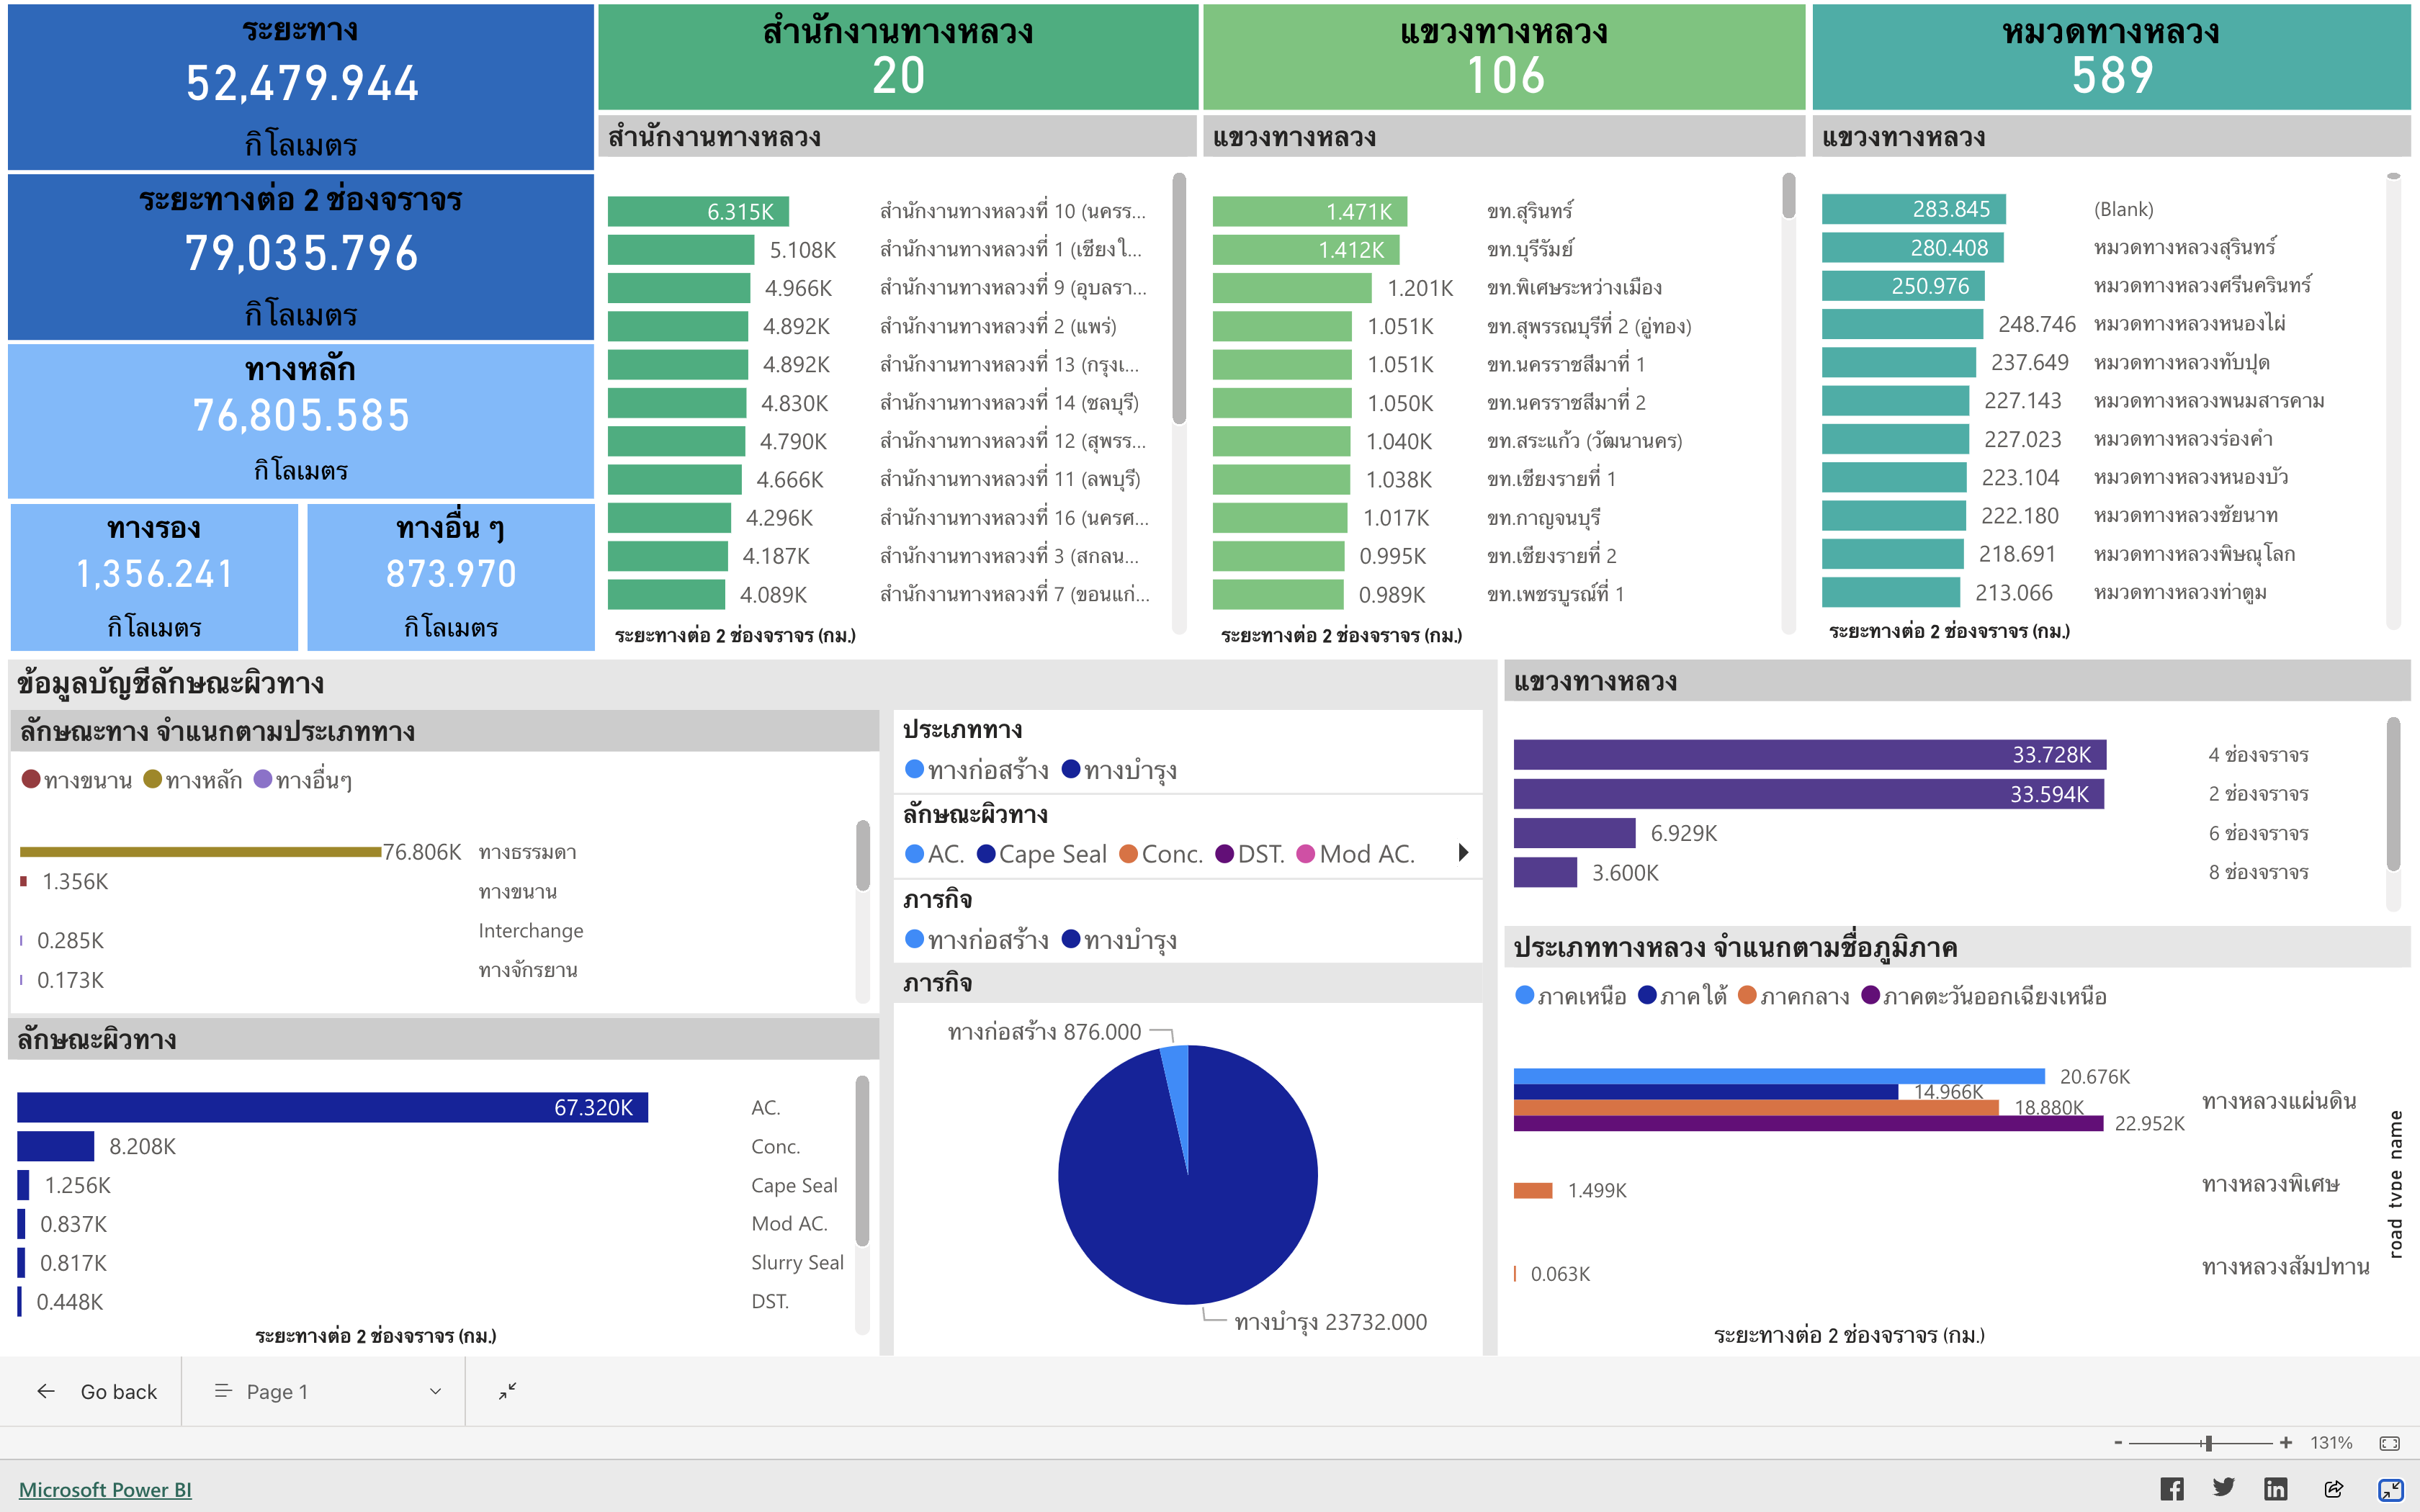 ระยะทาง
52,479.944
กิโลเมตร
ระยะทางต่อ 2 ช่องจราจร
79,035.796
กิโลเมตร
ทางหลัก
76,805.585
กิโลเมตร
ทางรอง
1,356.241
กิโลเมตร
ทางอื่น ๆ
873.970
กิโลเมตร
สำนักงานทางหลวง
20
สำนักงานทางหลวง
6.315K สำนักงานทางหลวงที่ 10 (นครร...
5.108K สำนักงานทางหลวงที่ 1 (เชียงใ...
4.966K สำนักงานทางหลวงที่ 9 (อุบลรา...
4.892K สำนักงานทางหลวงที่ 2 (แพร่)
4.892K สำนักงานทางหลวงที่ 13 (กรุงเ...
4.830K สำนักงานทางหลวงที่ 14 (ชลบุรี)
4.790K สำนักงานทางหลวงที่ 12 (สุพรร...
4.666K สำนักงานทางหลวงที่ 11 (ลพบุรี)
4.296K สำนักงานทางหลวงที่ 16 (นครศ...
4.187K สำนักงานทางหลวงที่ 3 (สกลน...
4.089K สำนักงานทางหลวงที่ 7 (ขอนแก่...
ระยะทางต่อ 2 ช่องจราจร (กม.)
แขวงทางหลวง
106
แขวงทางหลวง
1.471K ขท.สุรินทร์
1.412K ขท.บุรีรัมย์
1.201K ขท.พิเศษระหว่างเมือง
1.051K ขท.สุพรรณบุรีที่ 2 (อู่ทอง)
1.051K ขท.นครราชสีมาที่ 1
1.050K ขท.นครราชสีมาที่ 2
1.040K ขท.สระแก้ว (วัฒนานคร)
1.038K ขท.เชียงรายที่ 1
1.017K ขท.กาญจนบุรี
0.995K ขท.เชียงรายที่ 2
0.989K ขท.เพชรบูรณ์ที่ 1
ระยะทางต่อ 2 ช่องจราจร (กม.)
หมวดทางหลวง
589
แขวงทางหลวง
283.845 (Blank)
280.408 หมวดทางหลวงสุรินทร์
250.976 หมวดทางหลวงศรีนครินทร์
248.746 หมวดทางหลวงหนองไผ่
237.649 หมวดทางหลวงทับปุด
227.143 หมวดทางหลวงพนมสารคาม
227.023 หมวดทางหลวงร่องคำ
223.104 หมวดทางหลวงหนองบัว
222.180 หมวดทางหลวงชัยนาท
218.691 หมวดทางหลวงพิษณุโลก
213.066 หมวดทางหลวงท่าตูม
ระยะทางต่อ 2 ช่องจราจร (กม.)
ข้อมูลบัญชีลักษณะผิวทาง
ลักษณะทาง จำแนกตามประเภททาง
ทางขนาน ทางหลัก ทางอื่นๆ
76.806K ทางธรรมดา
1.356K ทางขนาน
0.285K Interchange
0.173K ทางจักรยาน
ลักษณะผิวทาง
67.320K AC.
8.208K Conc.
1.256K Cape Seal
0.837K Mod AC.
0.817K Slurry Seal
0.448K DST.
ระยะทางต่อ 2 ช่องจราจร (กม.)
ประเภททาง
ทางก่อสร้าง ทางบำรุง
ลักษณะผิวทาง
AC. Cape Seal Conc. DST. Mod AC.
ภารกิจ
ทางก่อสร้าง ทางบำรุง
ภารกิจ
ทางก่อสร้าง 876.000
ทางบำรุง 23732.000
แขวงทางหลวง
33.728K 4 ช่องจราจร
33.594K 2 ช่องจราจร
6.929K 6 ช่องจราจร
3.600K 8 ช่องจราจร
ประเภททางหลวง จำแนกตามชื่อภูมิภาค
ภาคเหนือ ภาคใต้ ภาคกลาง ภาคตะวันออกเฉียงเหนือ
20.676K
14.966K
18.880K
22.952K
ทางหลวงแผ่นดิน
1.499K ทางหลวงพิเศษ
0.063K ทางหลวงสัมปทาน
road type name
ระยะทางต่อ 2 ช่องจราจร (กม.)
Go back Page 1
- + 131%
Microsoft Power BI